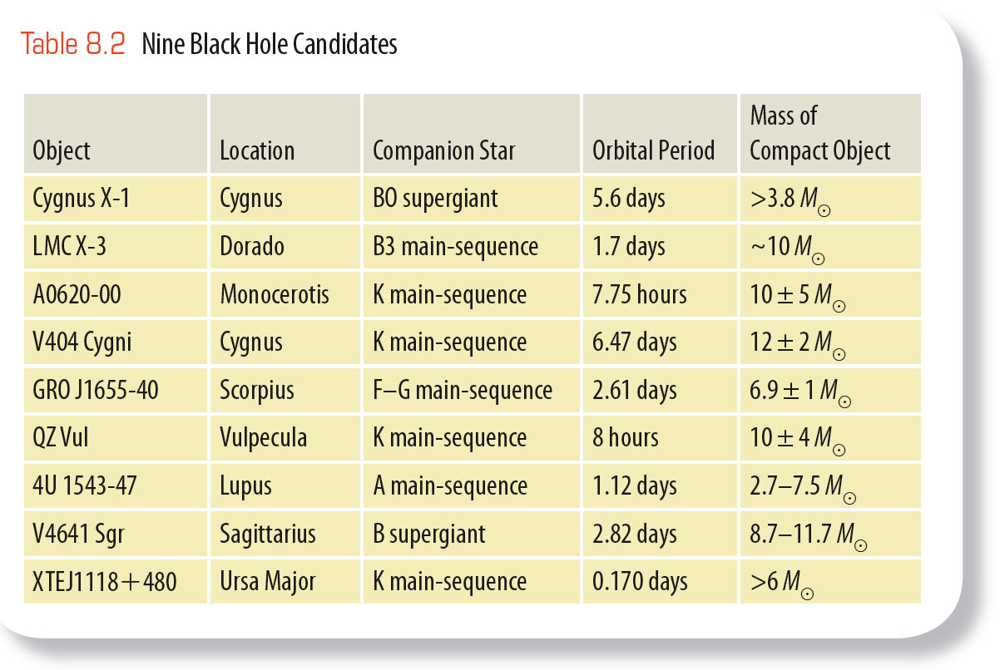 Table 8.2 Nine Black Hole Candidates
Object Location Companion Star Orbital Period Mass of Compact Object
Cygnus X-1 Cygnus BO supergiant 5.6 days >3.8 M☉
LMC X-3 Dorado B3 main-sequence 1.7 days ~10 M☉
A0620-00 Monocerotis K main-sequence 7.75 hours 10 ± 5 M☉
V404 Cygni Cygnus K main-sequence 6.47 days 12 ± 2 M☉
GRO J1655-40 Scorpius F–G main-sequence 2.61 days 6.9 ± 1 M☉
QZ Vul Vulpecula K main-sequence 8 hours 10 ± 4 M☉
4U 1543-47 Lupus A main-sequence 1.12 days 2.7–7.5 M☉
V4641 Sgr Sagittarius B supergiant 2.82 days 8.7–11.7 M☉
XTEJ1118+480 Ursa Major K main-sequence 0.170 days >6 M☉